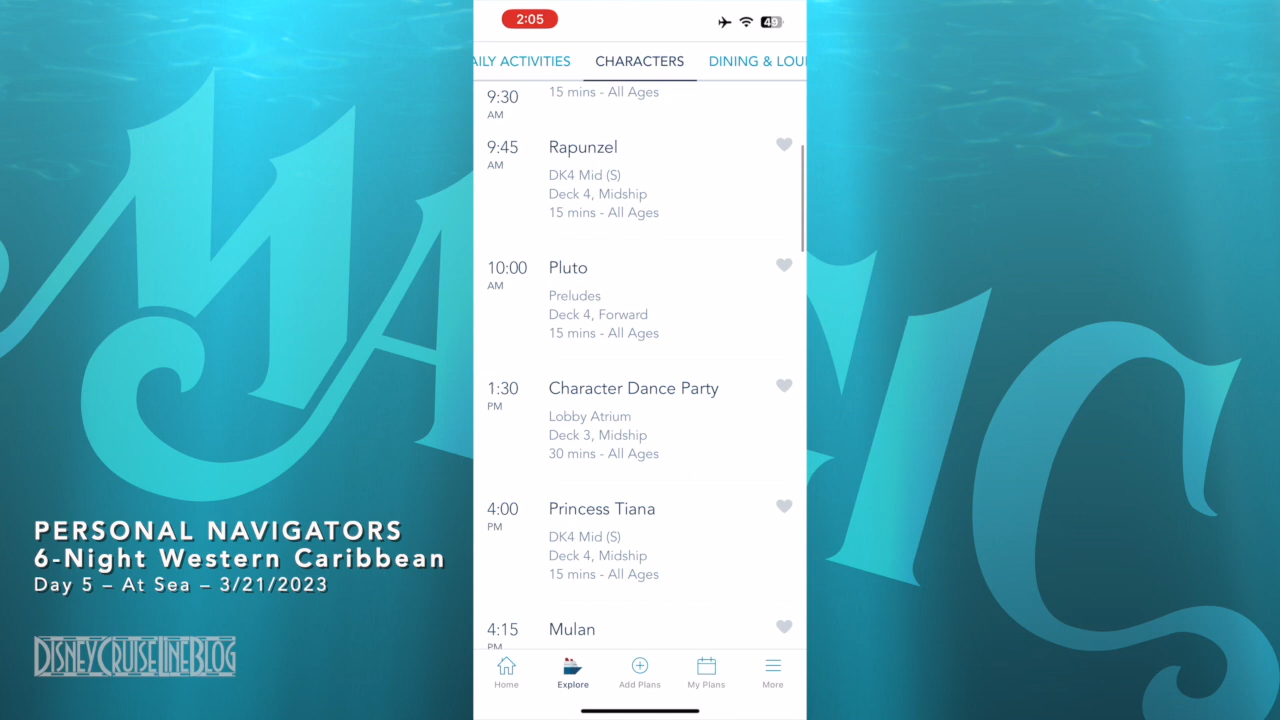 MAGIC
2:05
49
AILY ACTIVITIES
CHARACTERS
DINING & LOU
9:30
AM
15 mins - All Ages
9:45
AM
Rapunzel
DK4 Mid (S)
Deck 4, Midship
15 mins - All Ages
10:00
AM
Pluto
Preludes
Deck 4, Forward
15 mins - All Ages
1:30
PM
Character Dance Party
Lobby Atrium
Deck 3, Midship
30 mins - All Ages
4:00
PM
Princess Tiana
DK4 Mid (S)
Deck 4, Midship
15 mins - All Ages
4:15
PM
Mulan
Home
Explore
Add Plans
My Plans
More
PERSONAL NAVIGATORS
6-Night Western Caribbean
Day 5 – At Sea – 3/21/2023
DISNEYCRUISELINEBLOG